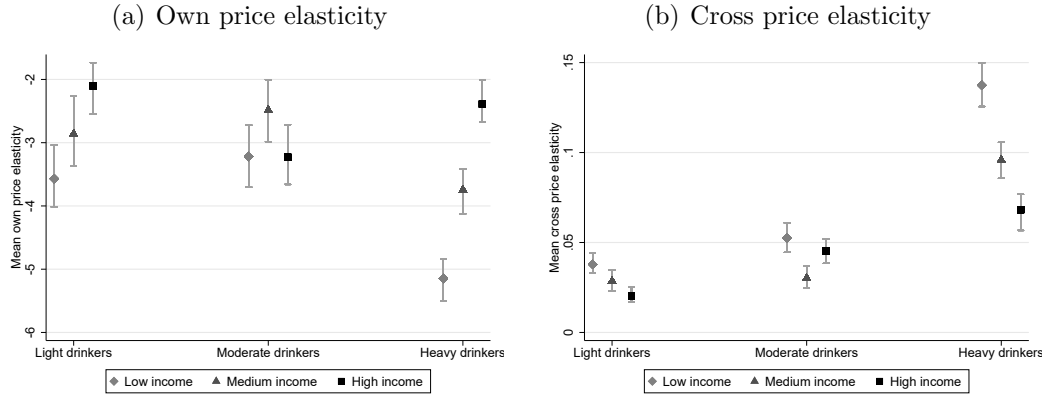 (a) Own price elasticity
Mean own price elasticity
-2
-3
-4
-5
-6
Light drinkers Moderate drinkers Heavy drinkers
Low income Medium income High income
(b) Cross price elasticity
Mean cross price elasticity
.15
.1
.05
0
Light drinkers Moderate drinkers Heavy drinkers
Low income Medium income High income